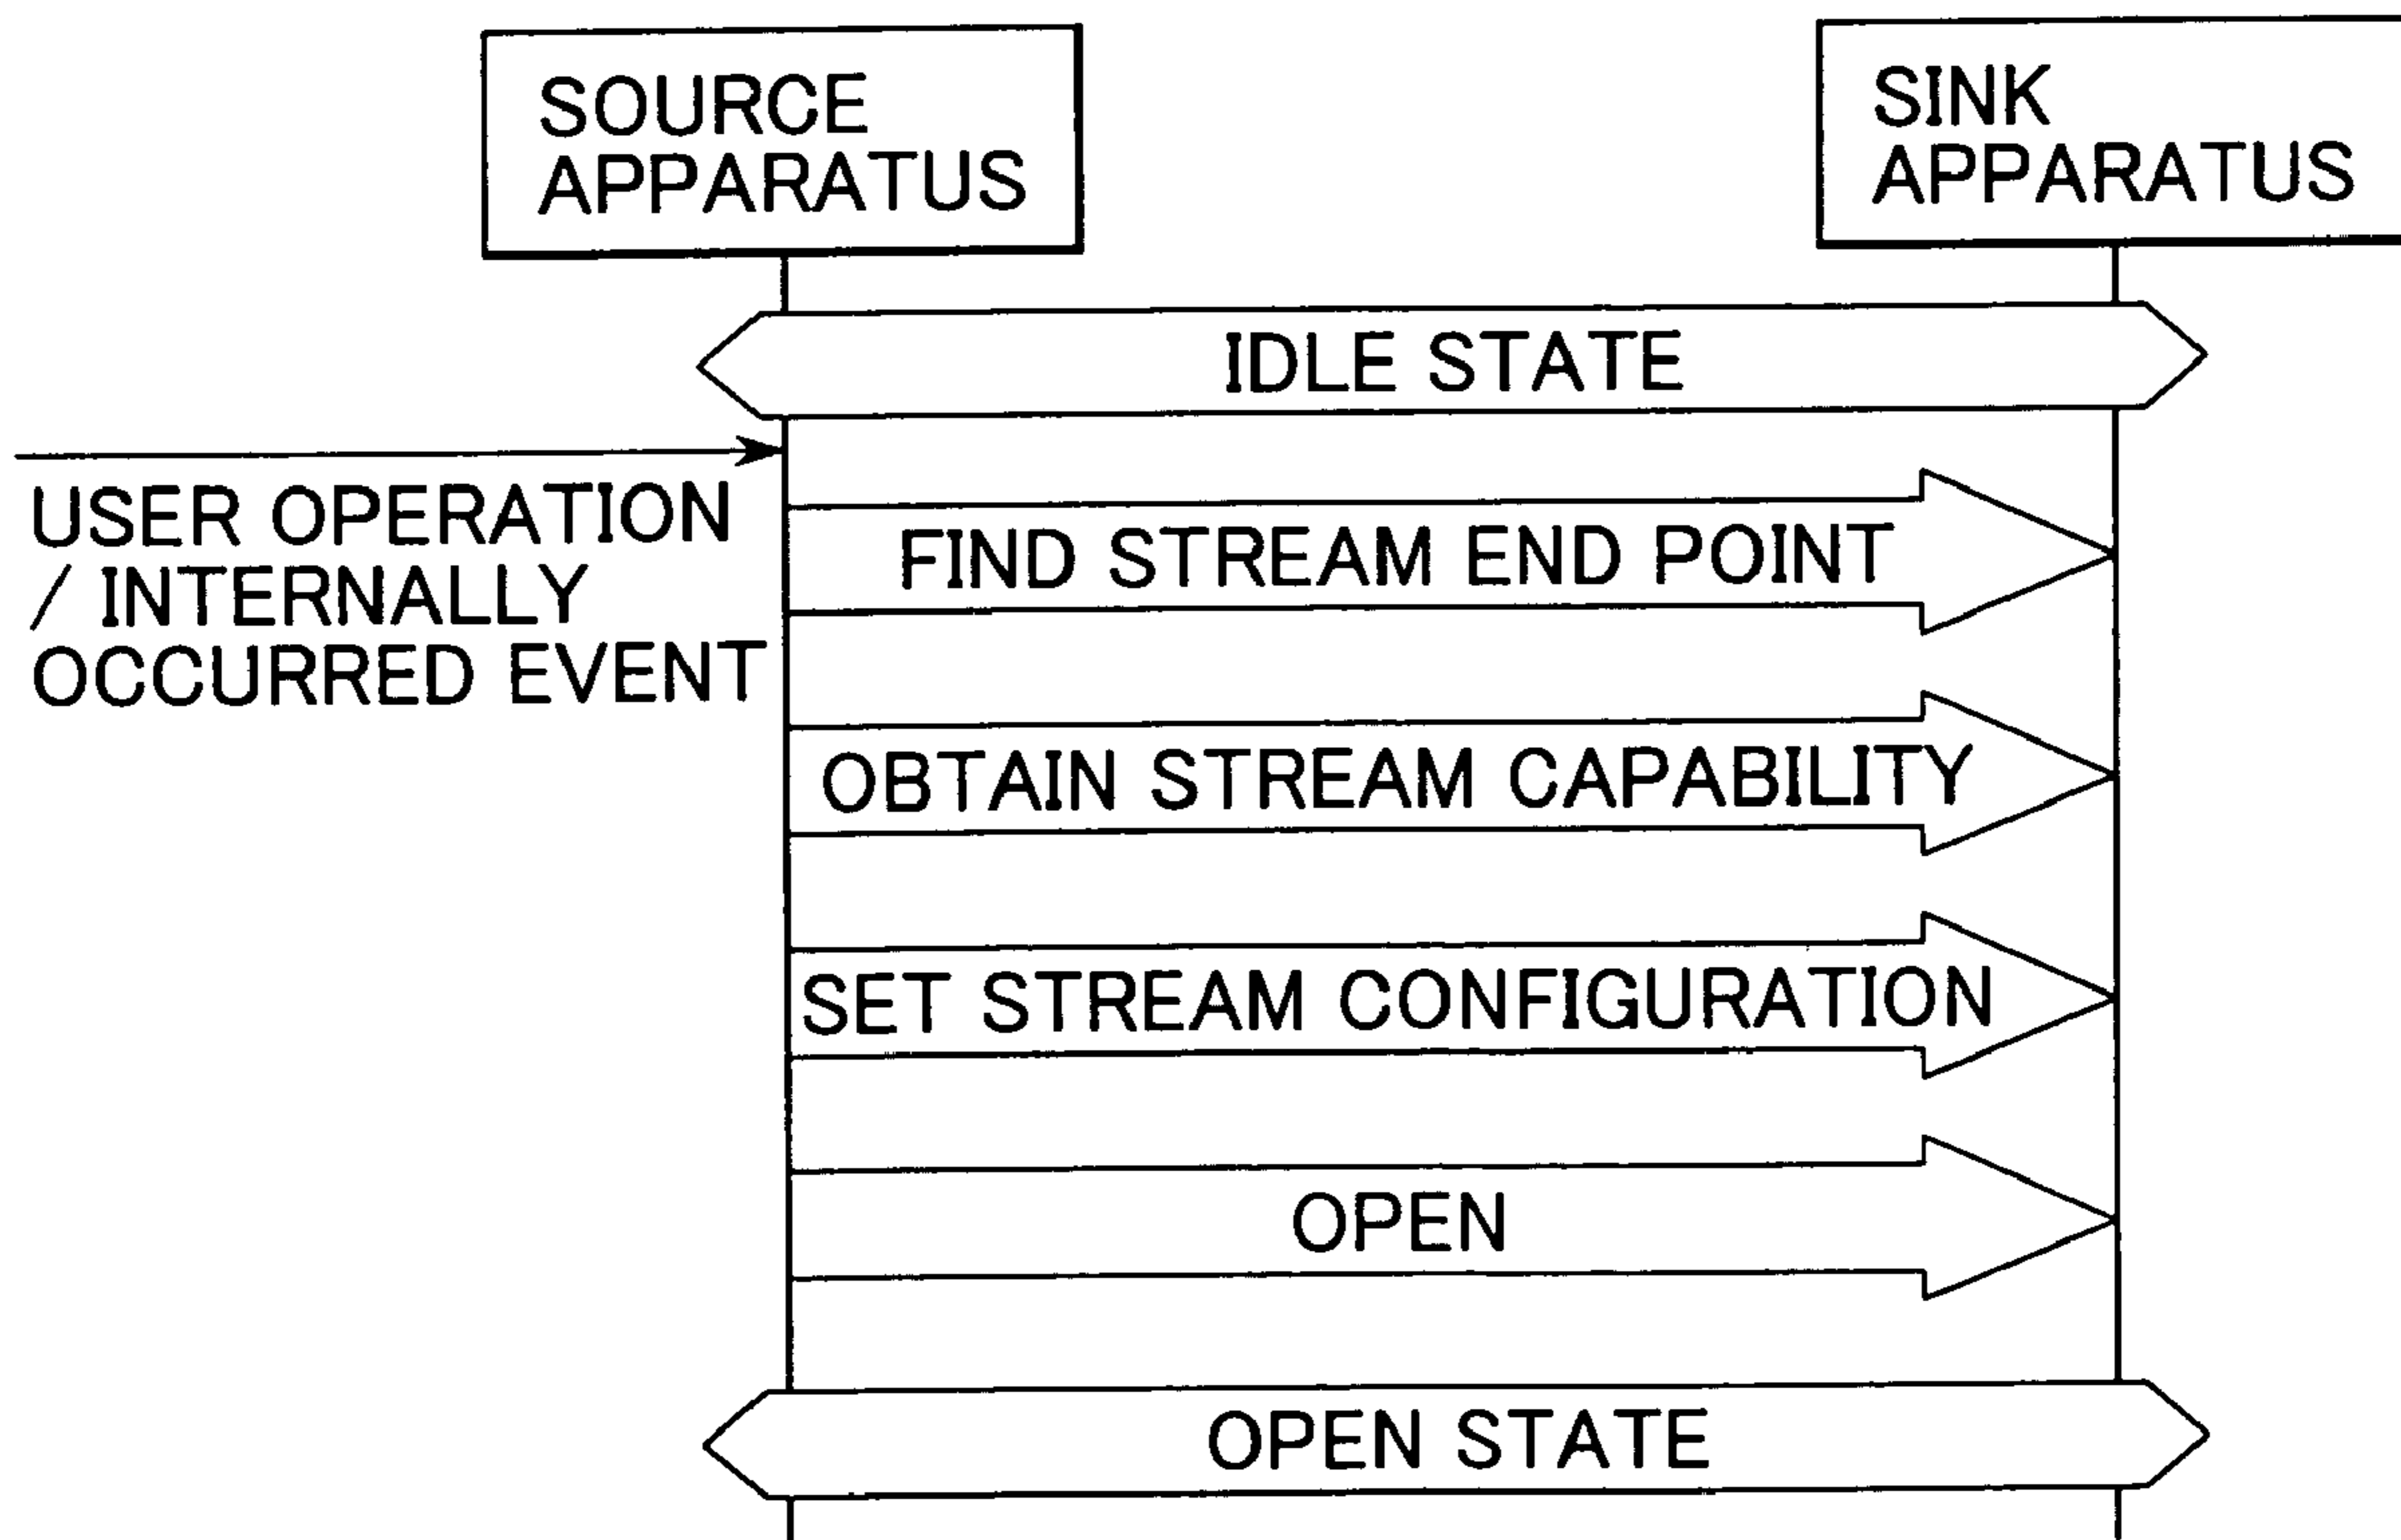 SOURCE
APPARATUS
SINK
APPARATUS
IDLE STATE
USER OPERATION
/ INTERNALLY
OCCURRED EVENT
FIND STREAM END POINT
OBTAIN STREAM CAPABILITY
SET STREAM CONFIGURATION
OPEN
OPEN STATE